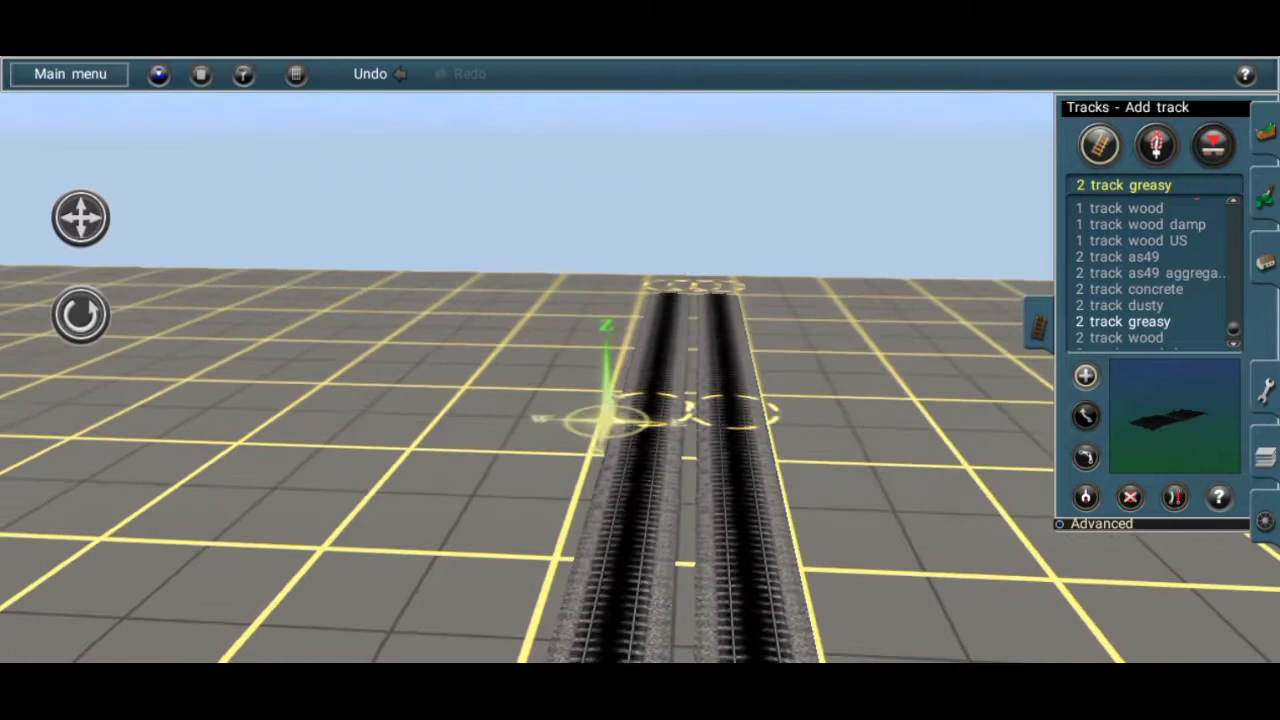 Main menu
Undo
Redo
?
Tracks - Add track
2 track greasy
1 track wood
1 track wood damp
1 track wood US
2 track as49
2 track as49 aggrega...
2 track concrete
2 track dusty
2 track greasy
2 track wood
Z
W
?
Advanced